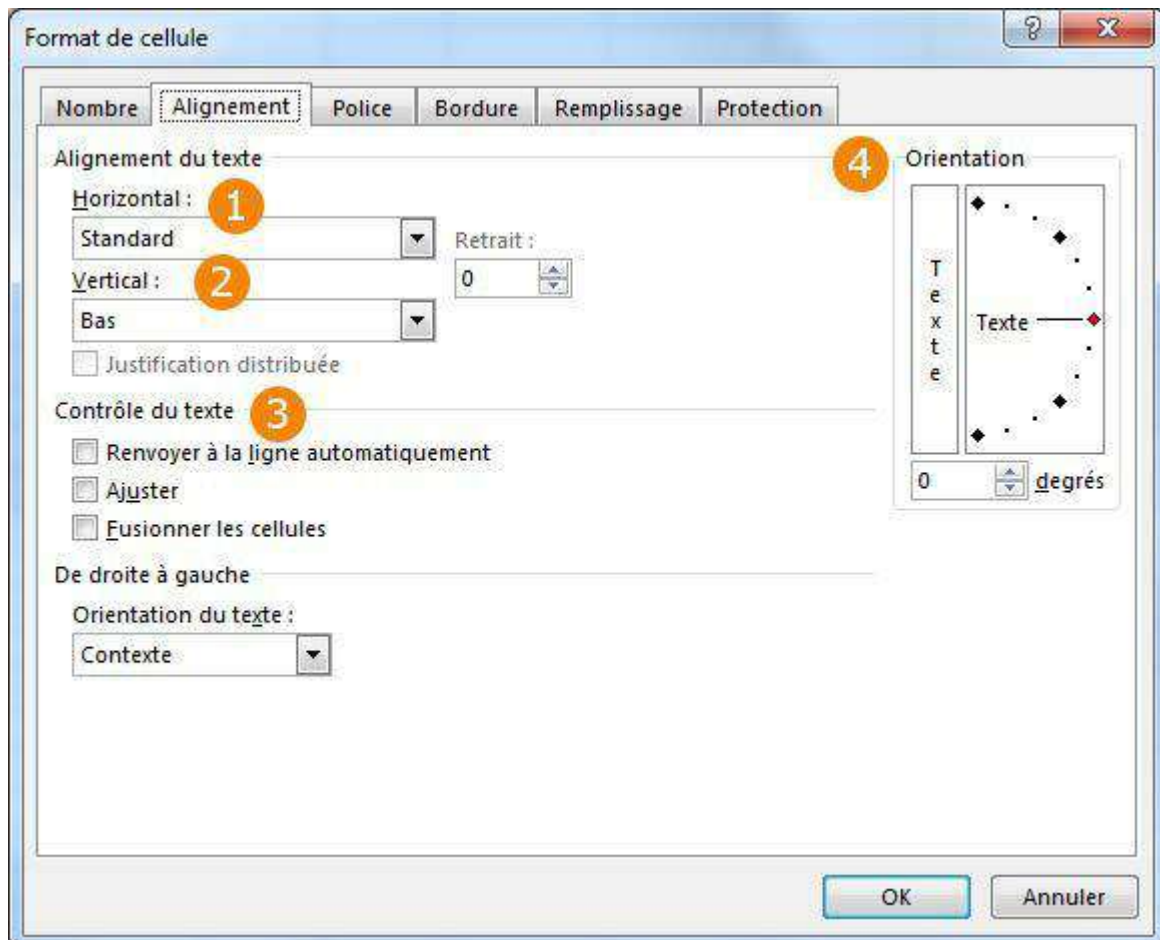 Format de cellule
Nombre Alignement Police Bordure Remplissage Protection
Alignement du texte
Horizontal : 1
Standard
Retrait :
0
Vertical : 2
Bas
Justification distribuée
Contrôle du texte 3
Renvoyer à la ligne automatiquement
Ajuster
Fusionner les cellules
De droite à gauche
Orientation du texte :
Contexte
4 Orientation
Texte
Texte
0 degrés
OK Annuler